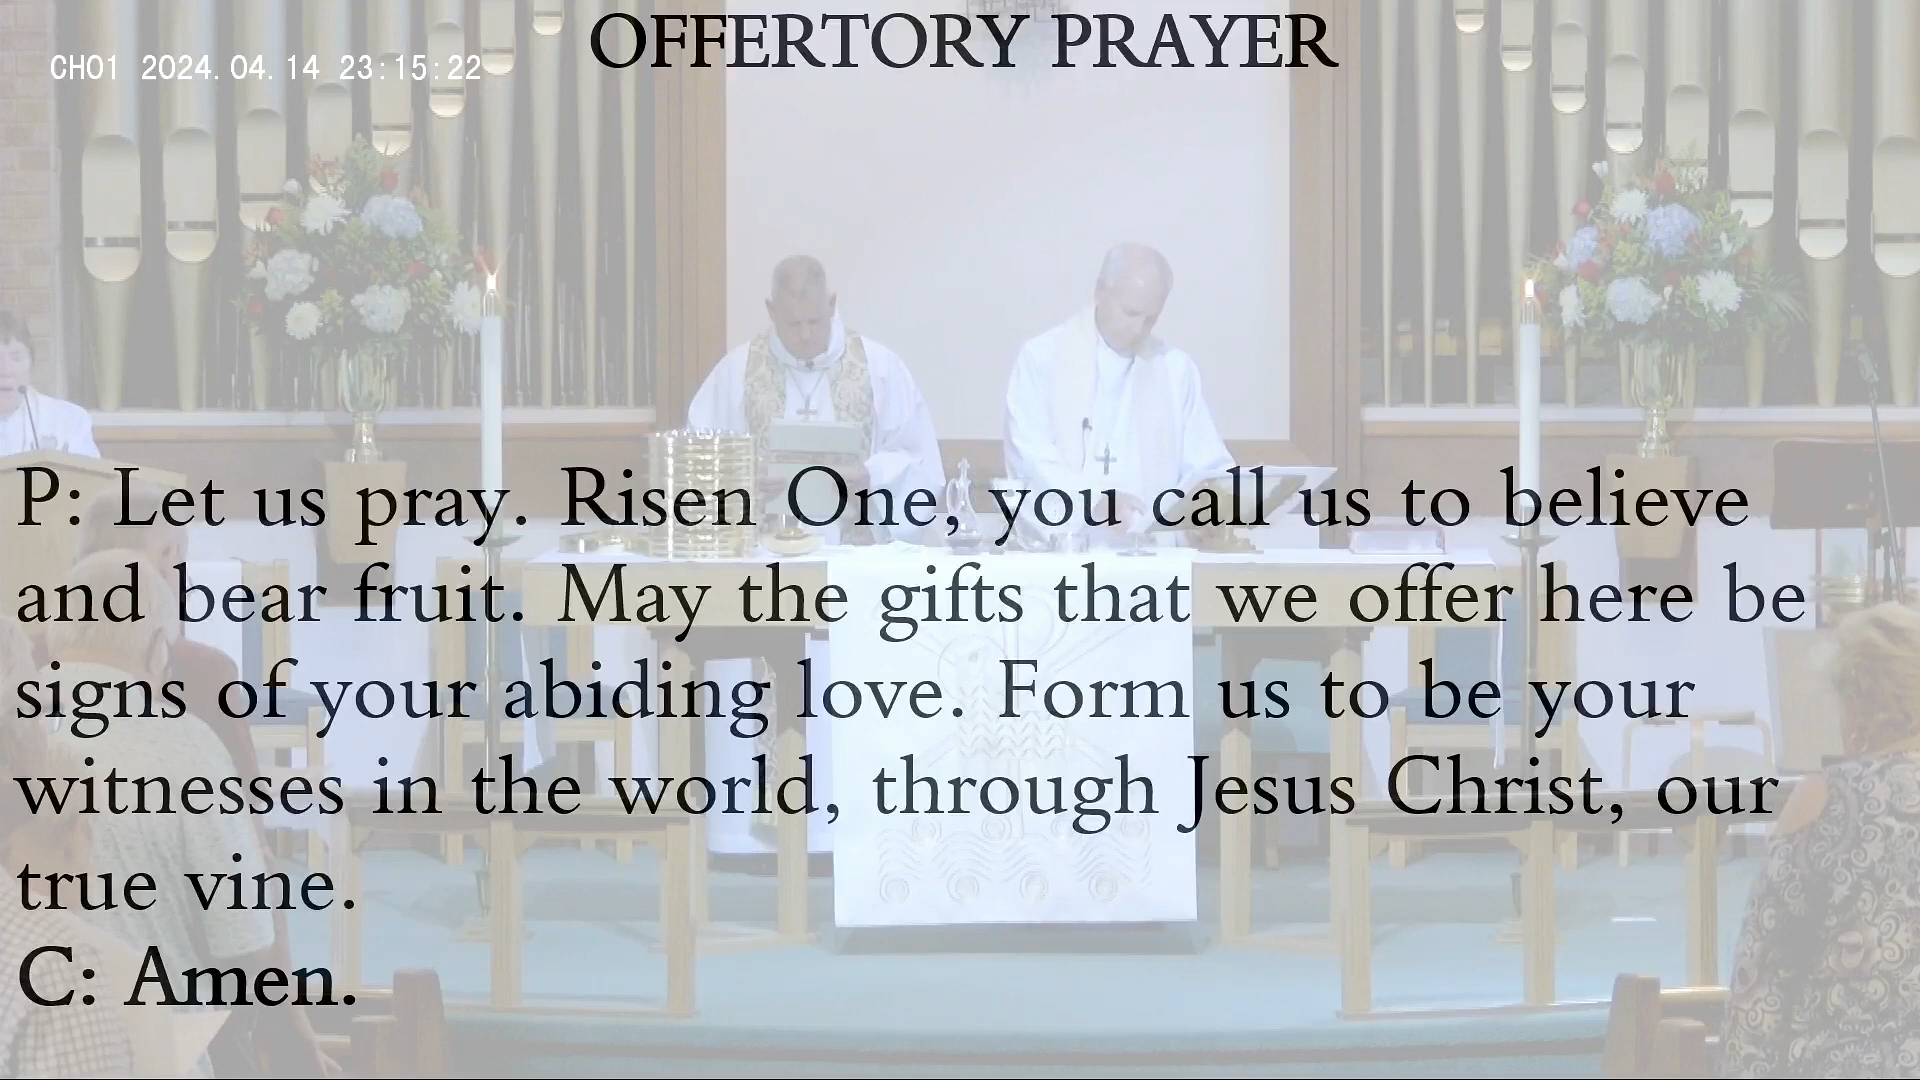 OFFERTORY PRAYER
CH01 2024.04.14 23:15:22
P: Let us pray. Risen One, you call us to believe
and bear fruit. May the gifts that we offer here be
signs of your abiding love. Form us to be your
witnesses in the world, through Jesus Christ, our
true vine.
C: Amen.